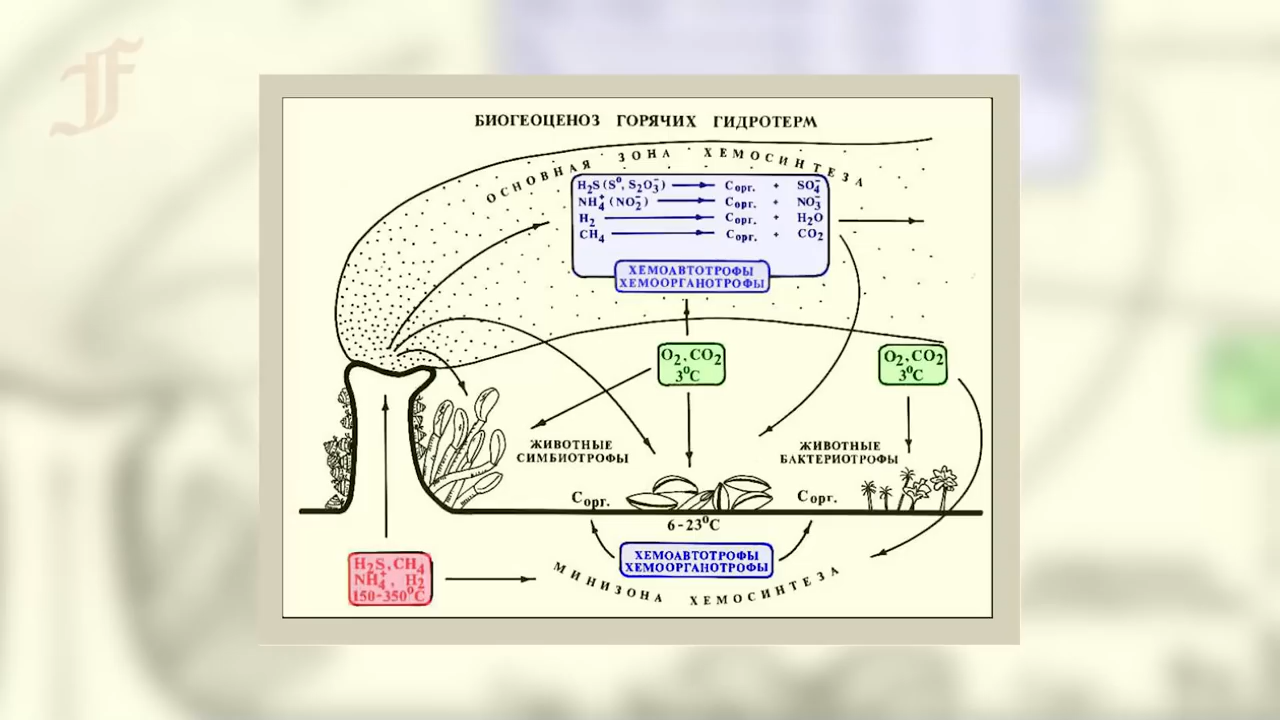 БИОГЕОЦЕНОЗ ГОРЯЧИХ ГИДРОТЕРМ
ОСНОВНАЯ ЗОНА ХЕМОСИНТЕЗА
H₂S (S⁰, S₂O₃⁻) → Cорг. + SO₄⁻
NH₄⁺ (NO₂⁻) → Cорг. + NO₃⁻
H₂ → Cорг. + H₂O
CH₄ → Cорг. + CO₂
ХЕМОАВТОТРОФЫ
ХЕМООРГАНОТРОФЫ
O₂, CO₂
3⁰C
O₂, CO₂
3⁰C
ЖИВОТНЫЕ
СИМБИОТРОФЫ
ЖИВОТНЫЕ
БАКТЕРИОТРОФЫ
Cорг.
Cорг.
6-23⁰C
ХЕМОАВТОТРОФЫ
ХЕМООРГАНОТРОФЫ
H₂S, CH₄
NH₄⁺, H₂
150-350⁰C
МИНИЗОНА ХЕМОСИНТЕЗА